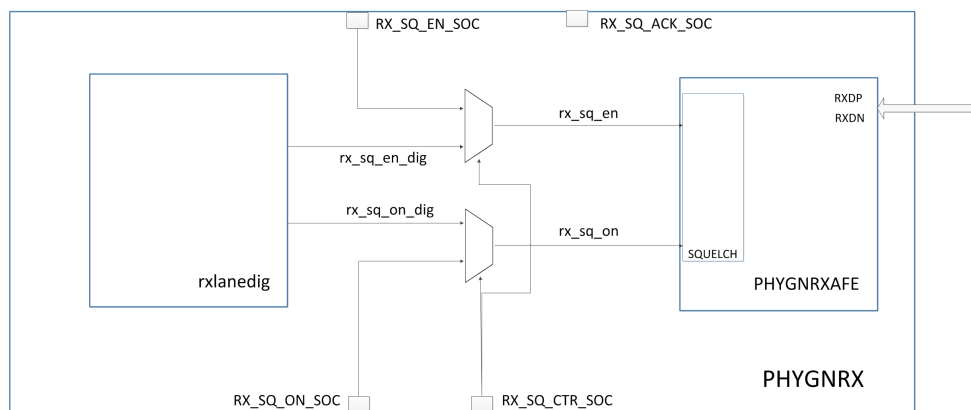 RX_SQ_EN_SOC
RX_SQ_ACK_SOC
RXDP
rx_sq_en
RXDN
rx_sq_en_dig
rx_sq_on_dig
rx_sq_on
SQUELCH
rxlanedig
PHYGNRXAFE
PHYGNRX
RX_SQ_ON_SOC
RX_SQ_CTR_SOC